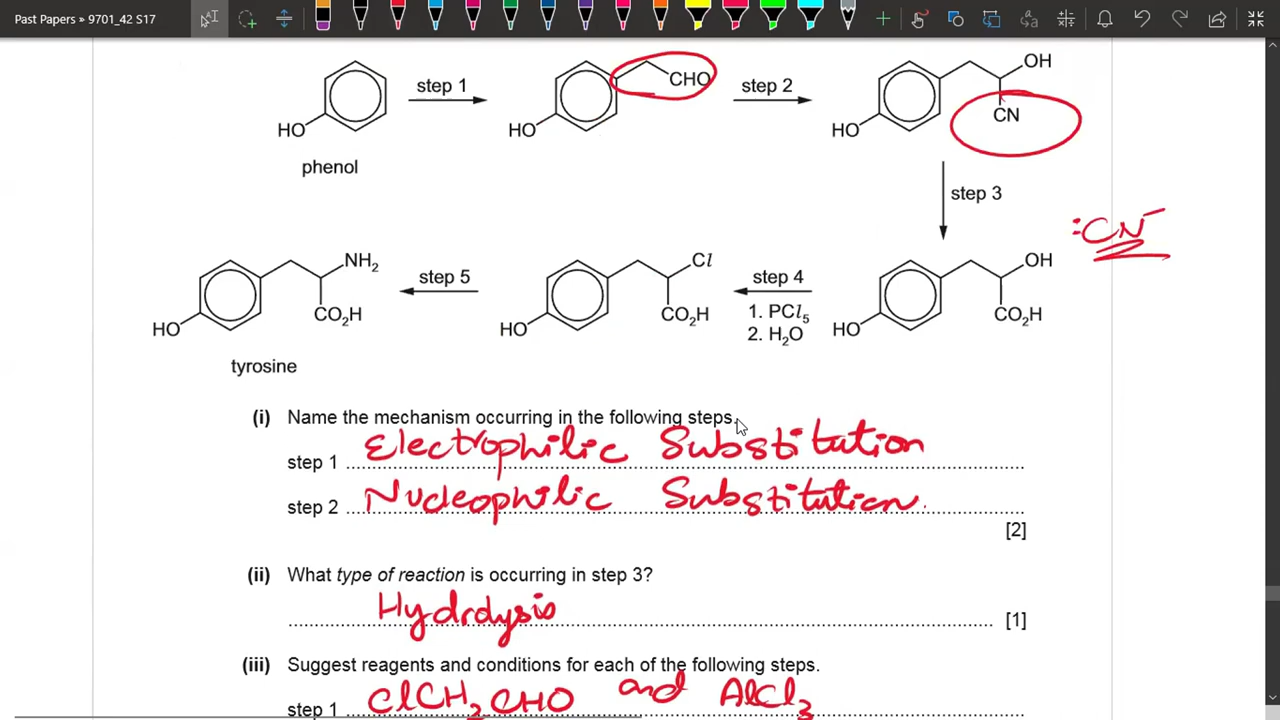 Past Papers » 9701_42 S17
step 1
CHO
step 2
OH
CN
HO
HO
HO
phenol
step 3
:CN⁻
NH2
step 5
Cl
step 4
OH
CO2H
CO2H
1. PCl5
CO2H
HO
HO
2. H2O
HO
tyrosine
(i) Name the mechanism occurring in the following steps.
step 1 Electrophilic Substitution
step 2 Nucleophilic Substitution.
[2]
(ii) What type of reaction is occurring in step 3?
Hydrolysis [1]
(iii) Suggest reagents and conditions for each of the following steps.
step 1 ClCH2CHO and AlCl3